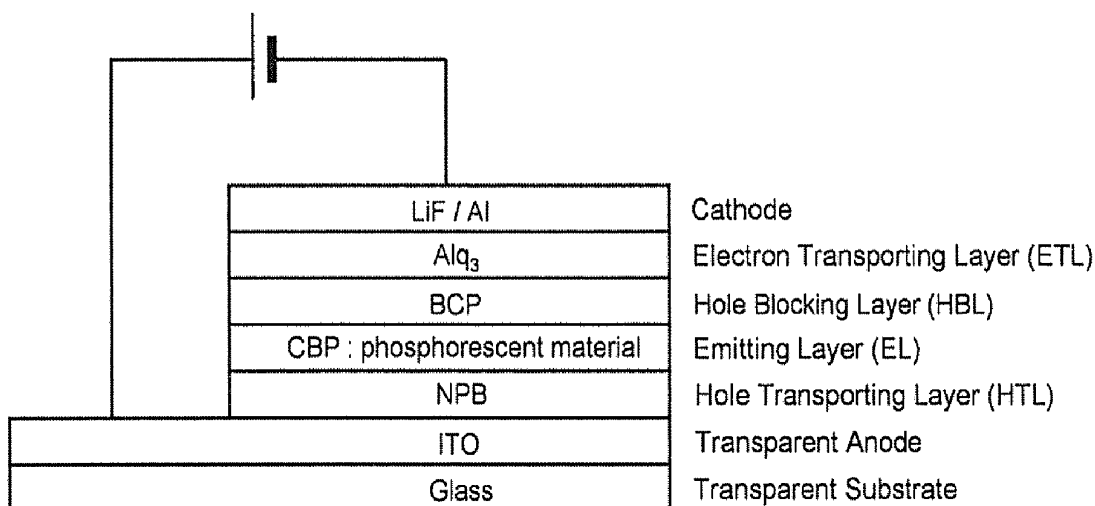 LiF / Al Cathode
Alq₃ Electron Transporting Layer (ETL)
BCP Hole Blocking Layer (HBL)
CBP : phosphorescent material Emitting Layer (EL)
NPB Hole Transporting Layer (HTL)
ITO Transparent Anode
Glass Transparent Substrate